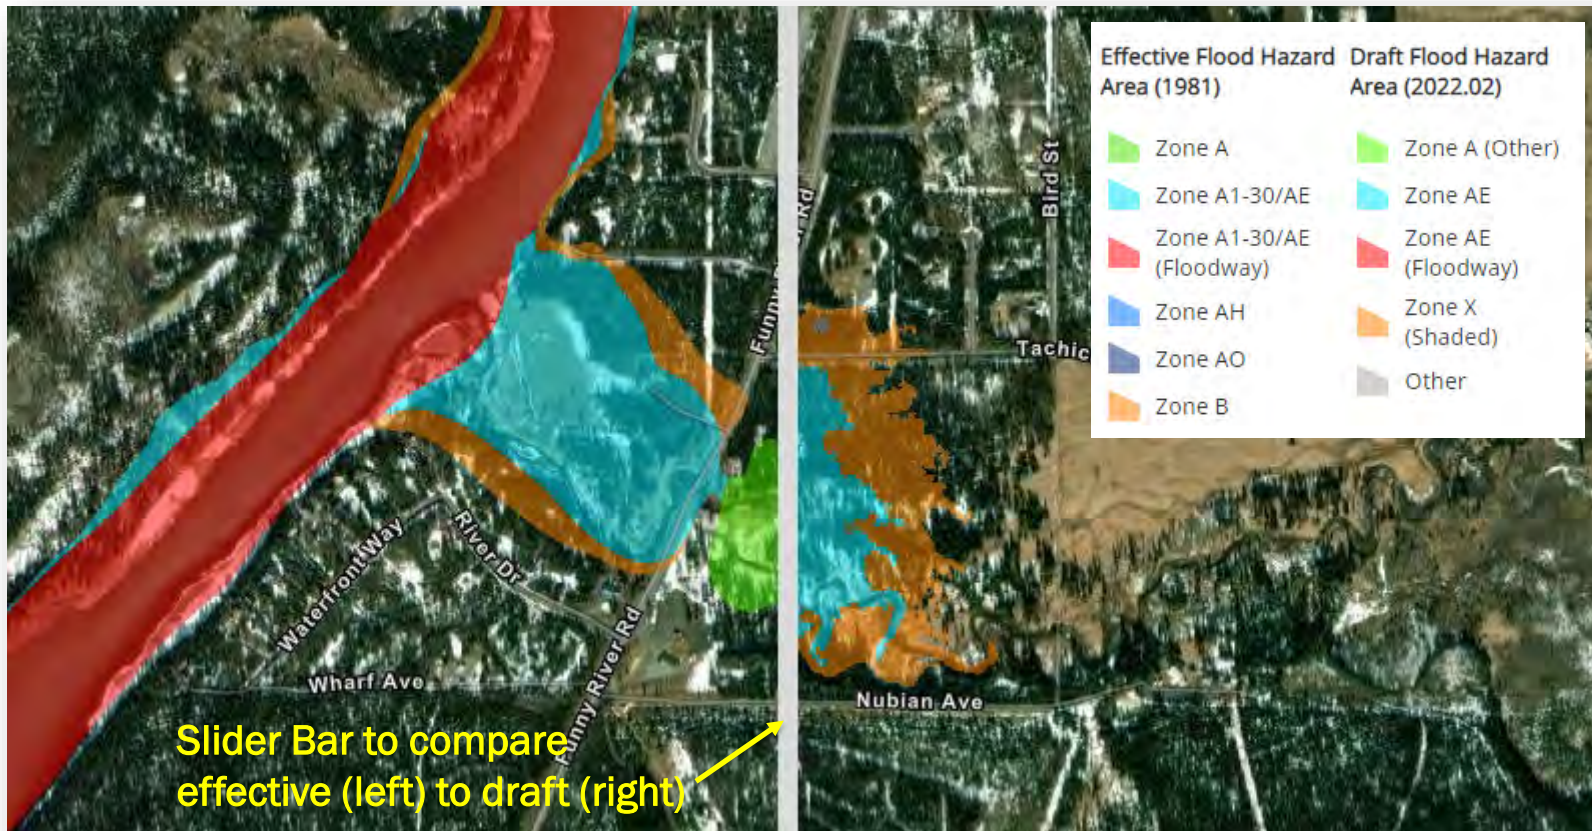 Effective Flood Hazard
Area (1981)
Zone A
Zone A1-30/AE
Zone A1-30/AE
(Floodway)
Zone AH
Zone AO
Zone B
Draft Flood Hazard
Area (2022.02)
Zone A (Other)
Zone AE
Zone AE
(Floodway)
Zone X
(Shaded)
Other
Bird St
Rd
Funny
Tachic
Waterfront Way
River Dr
Funny River Rd
Wharf Ave
Nubian Ave
Slider Bar to compare
effective (left) to draft (right)